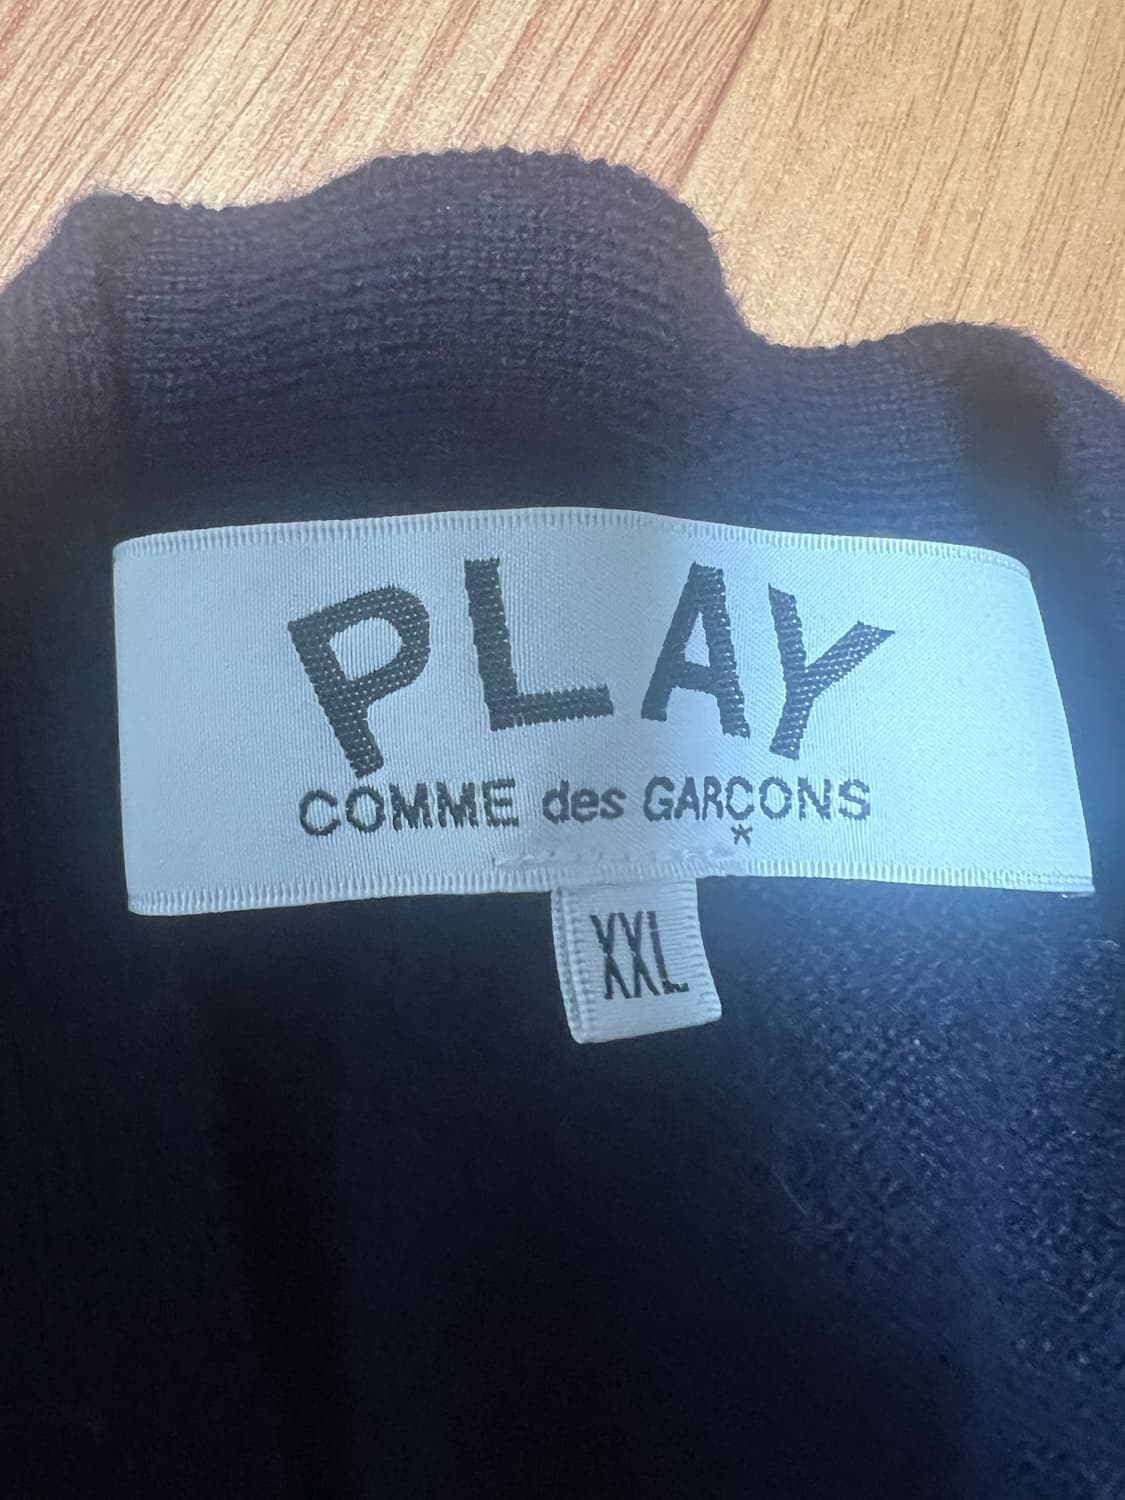 PLAY
COMME des GARÇONS
*
XXL